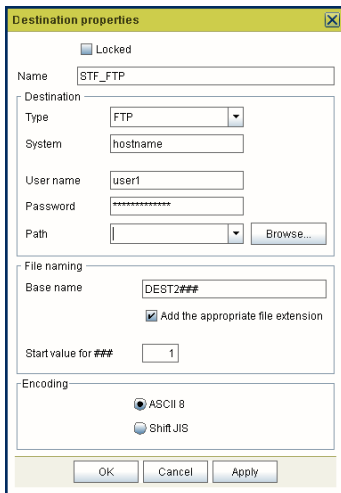 Destination properties
Locked
Name STF_FTP
Destination
Type FTP
System hostname
User name user1
Password *************
Path Browse...
File naming
Base name DEST2###
Add the appropriate file extension
Start value for ### 1
Encoding
ASCII 8
Shift JIS
OK Cancel Apply